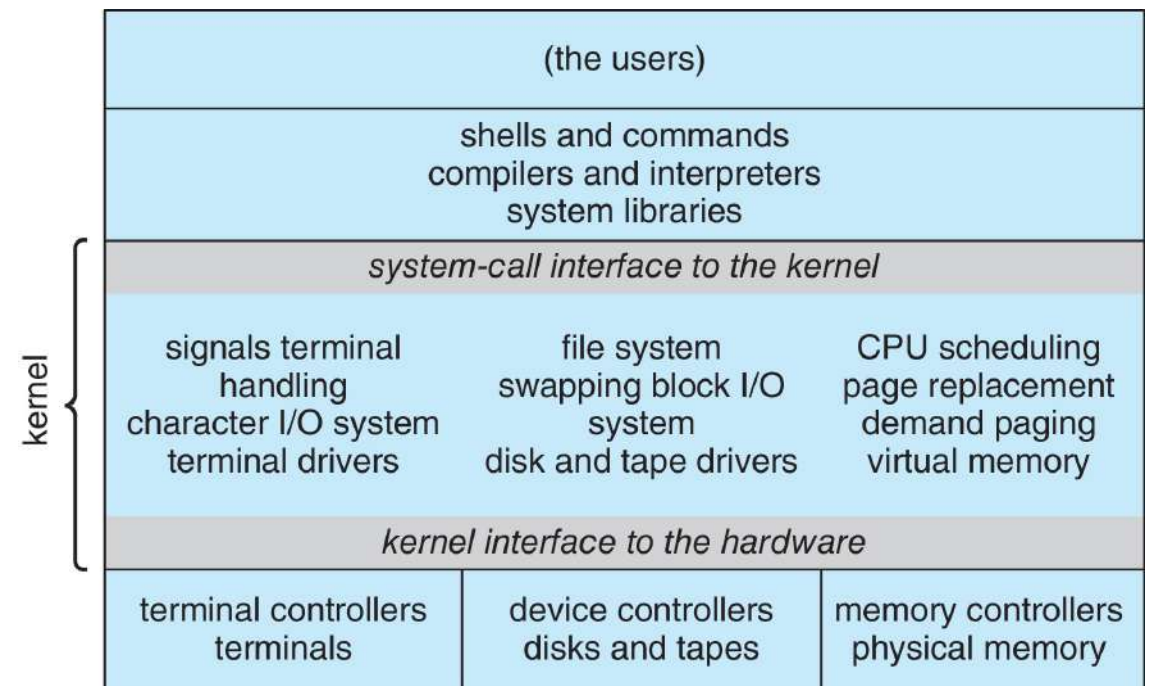 (the users)
shells and commands
compilers and interpreters
system libraries
kernel
system-call interface to the kernel
signals terminal
handling
character I/O system
terminal drivers
file system
swapping block I/O
system
disk and tape drivers
CPU scheduling
page replacement
demand paging
virtual memory
kernel interface to the hardware
terminal controllers
terminals
device controllers
disks and tapes
memory controllers
physical memory